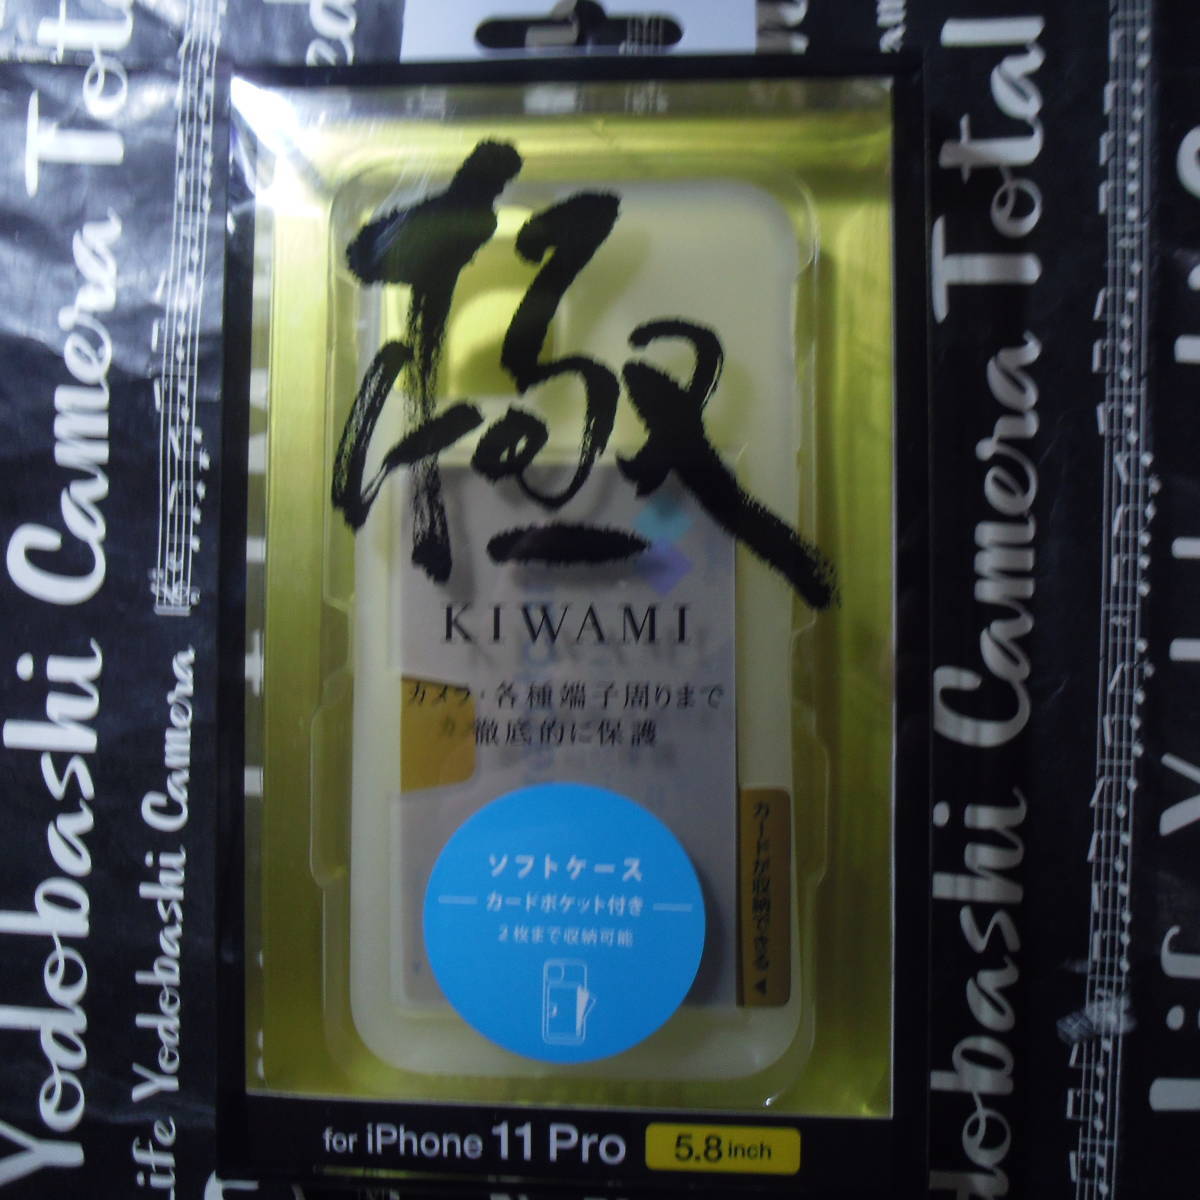 極
KIWAMI
カメラ・各種端子周りまで
徹底的に保護
ソフトケース
カードポケット付き
2枚まで収納可能
カードが収納できる▲
for iPhone 11 Pro
5.8inch
Yodobashi Camera Tot
Life Yodobashi Camera
Yodobashi Camera Total